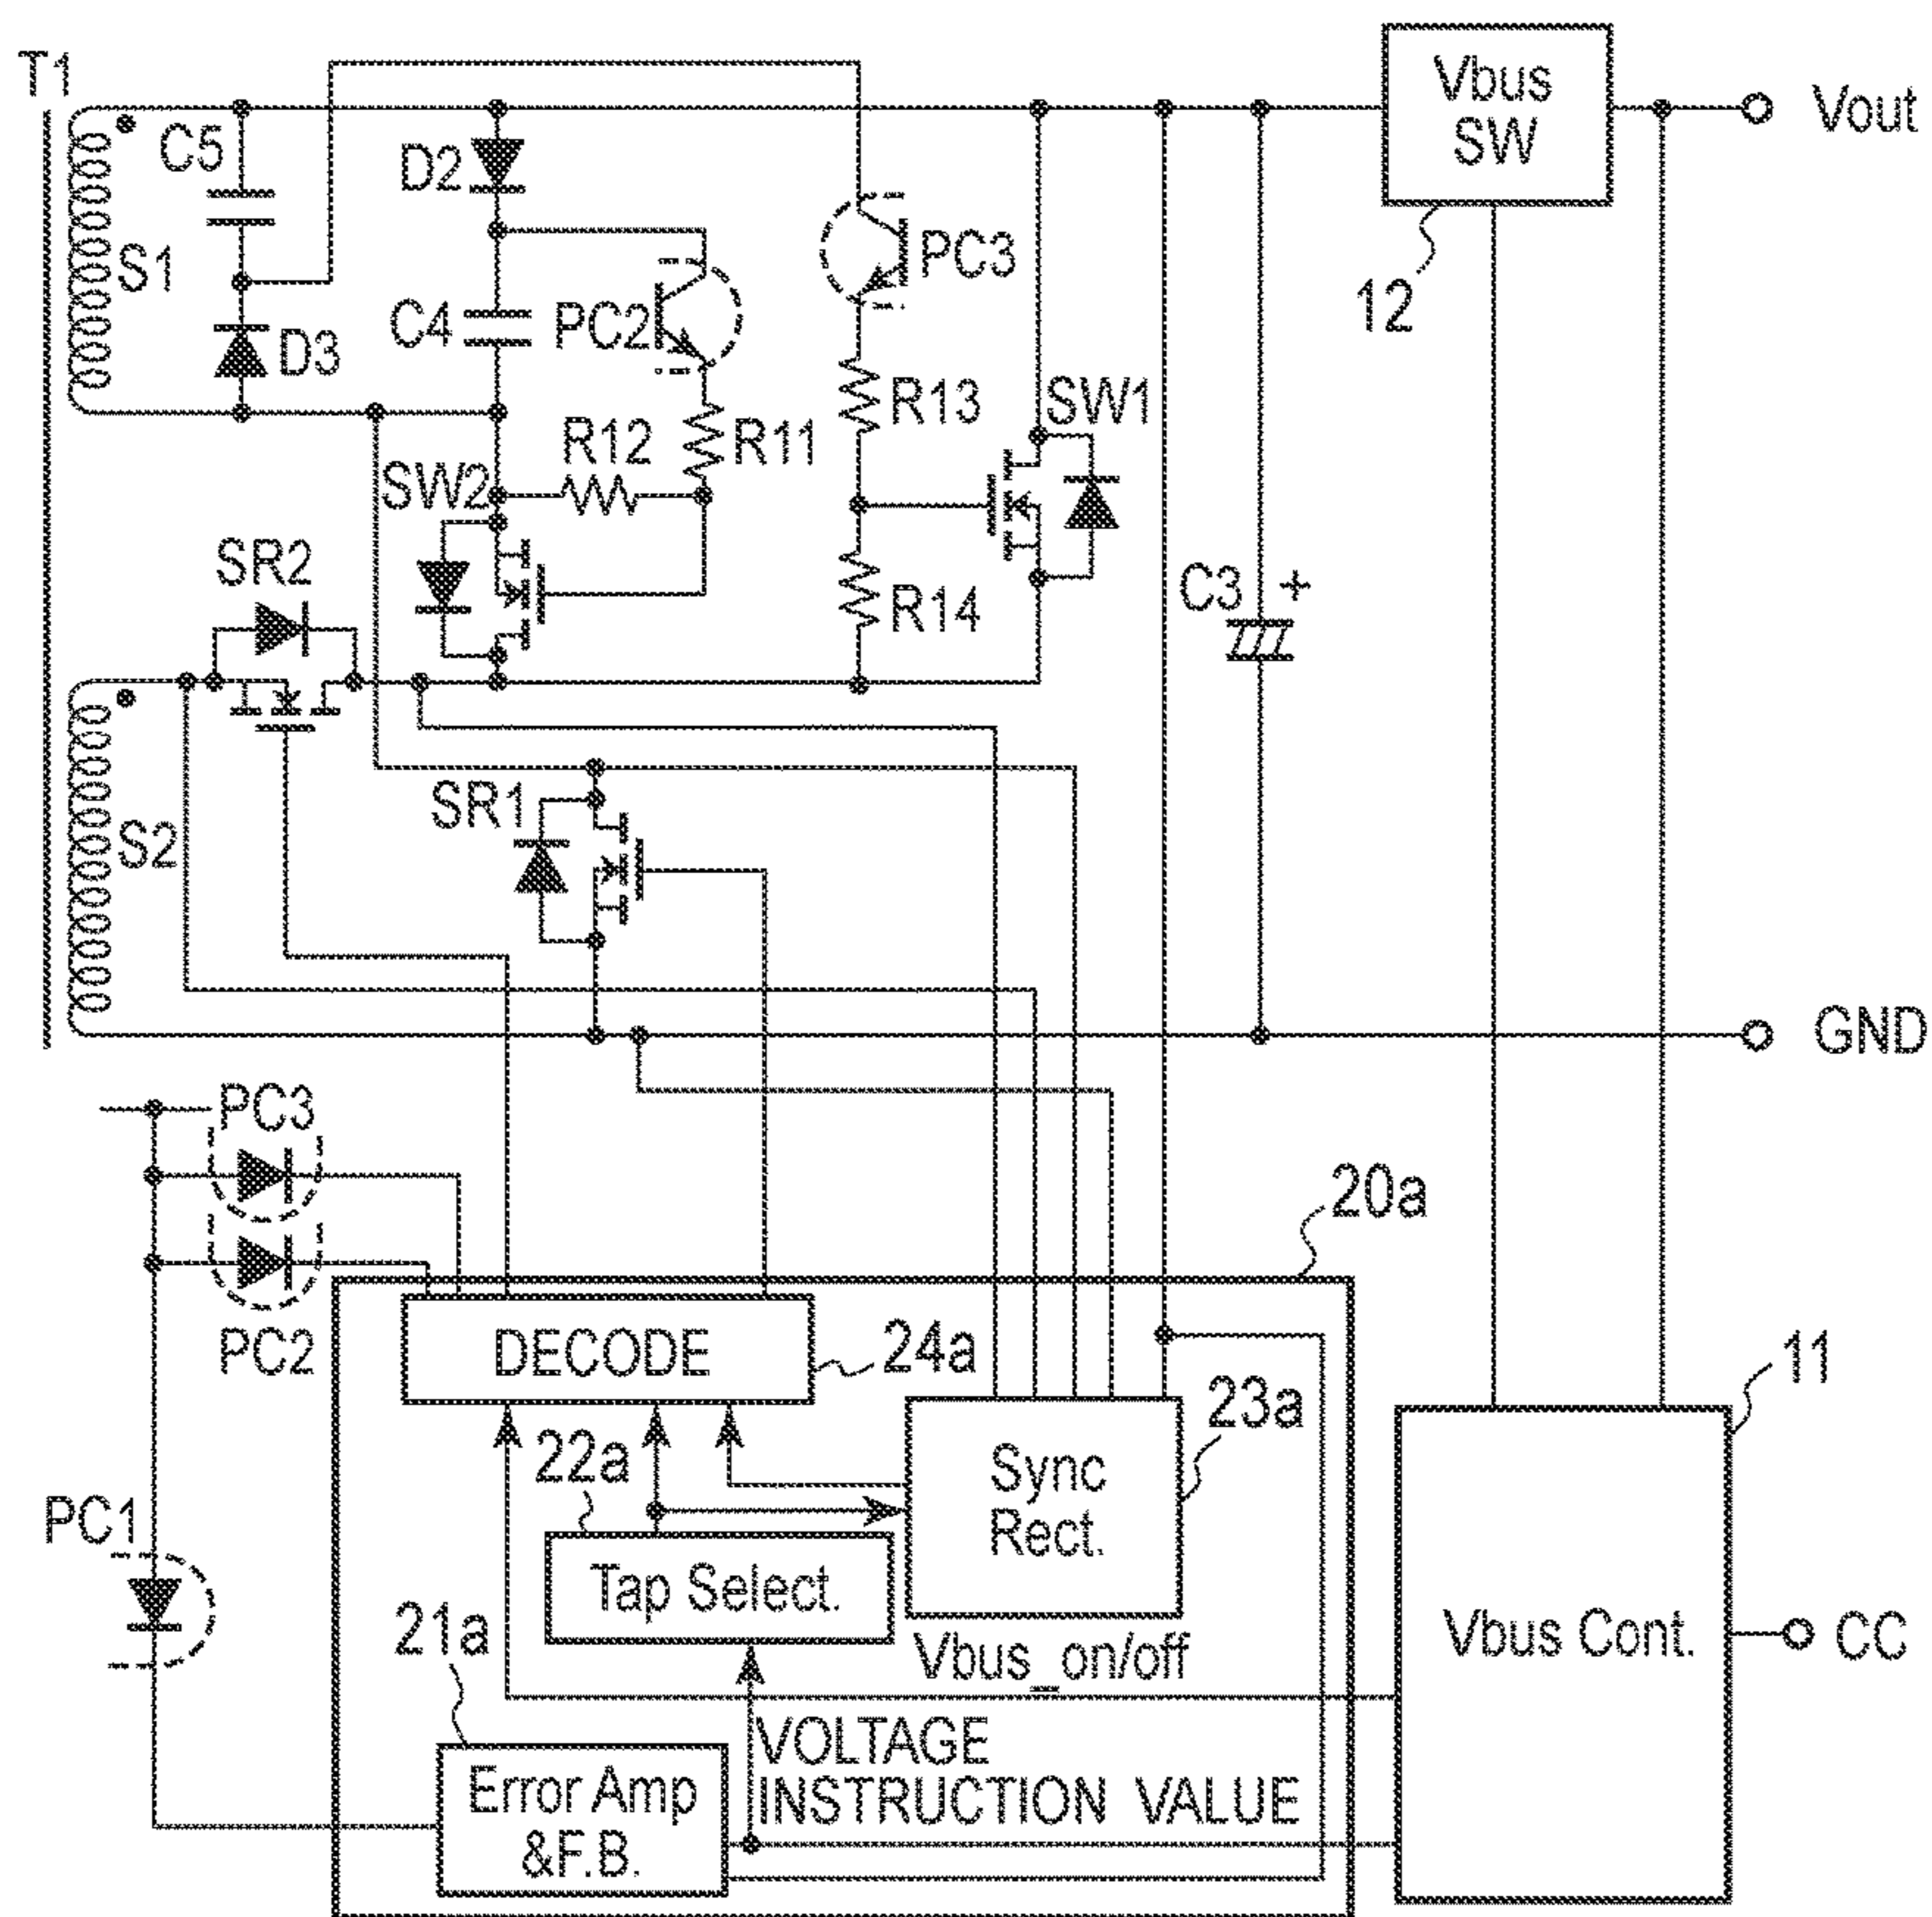 T1
Vbus
SW
Vout
C5
D2
S1
PC3
12
C4
PC2
D3
R13
SW1
R12
R11
SW2
SR2
C3 +
R14
SR1
S2
GND
PC3
20a
PC2
DECODE
24a
11
23a
22a
Sync
Rect.
PC1
Tap Select.
21a
Vbus_on/off
Vbus Cont.
CC
VOLTAGE
INSTRUCTION VALUE
Error Amp
&F.B.